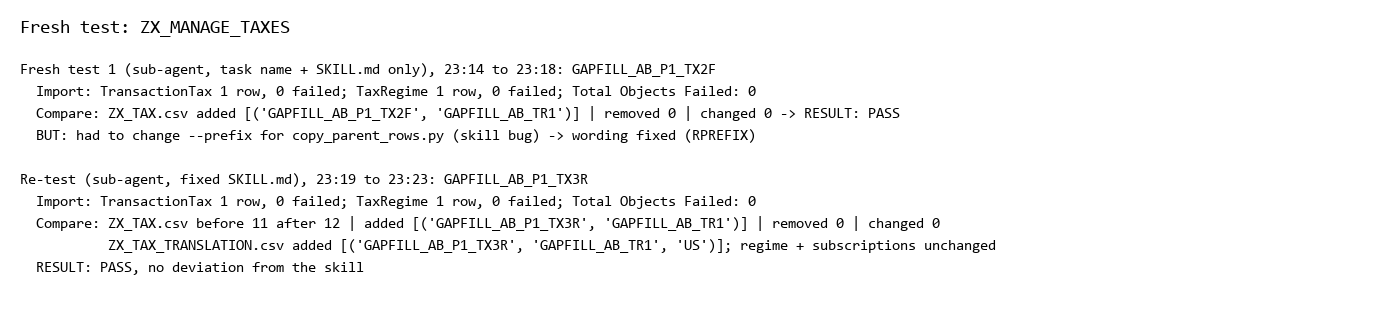 Fresh test: ZX_MANAGE_TAXES
Fresh test 1 (sub-agent, task name + SKILL.md only), 23:14 to 23:18: GAPFILL_AB_P1_TX2F
Import: TransactionTax 1 row, 0 failed; TaxRegime 1 row, 0 failed; Total Objects Failed: 0
Compare: ZX_TAX.csv added [('GAPFILL_AB_P1_TX2F', 'GAPFILL_AB_TR1')] | removed 0 | changed 0 -> RESULT: PASS
BUT: had to change --prefix for copy_parent_rows.py (skill bug) -> wording fixed (RPREFIX)
Re-test (sub-agent, fixed SKILL.md), 23:19 to 23:23: GAPFILL_AB_P1_TX3R
Import: TransactionTax 1 row, 0 failed; TaxRegime 1 row, 0 failed; Total Objects Failed: 0
Compare: ZX_TAX.csv before 11 after 12 | added [('GAPFILL_AB_P1_TX3R', 'GAPFILL_AB_TR1')] | removed 0 | changed 0
ZX_TAX_TRANSLATION.csv added [('GAPFILL_AB_P1_TX3R', 'GAPFILL_AB_TR1', 'US')]; regime + subscriptions unchanged
RESULT: PASS, no deviation from the skill